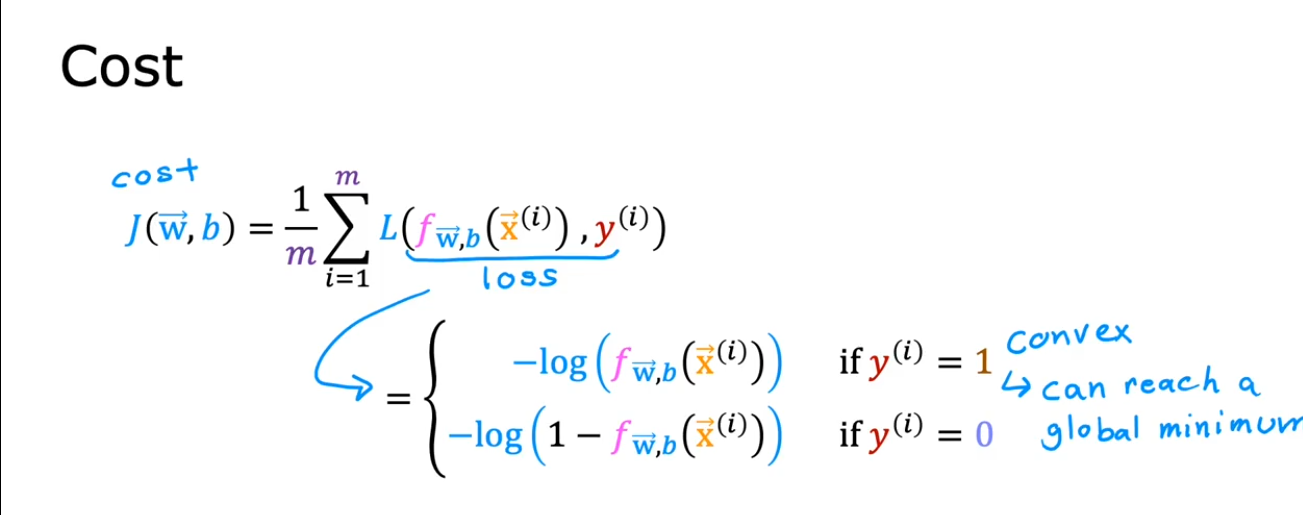 Cost
cost
J(w⃗, b) = 1/m ∑_{i=1}^{m} L(f_{w⃗,b}(x⃗^{(i)}), y^{(i)})
loss
= { −log(f_{w⃗,b}(x⃗^{(i)})) if y^{(i)} = 1
−log(1 − f_{w⃗,b}(x⃗^{(i)})) if y^{(i)} = 0
convex
↳ can reach a
global minimum